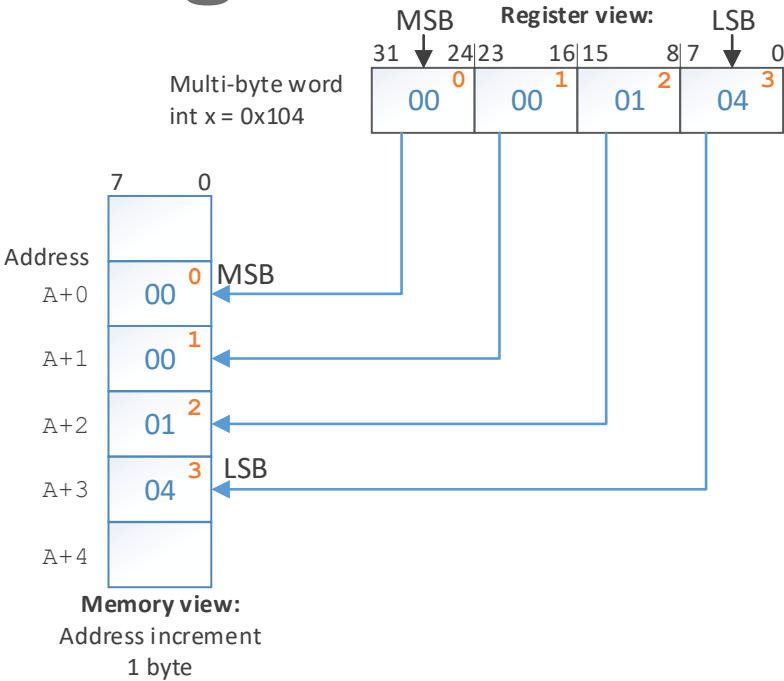 MSB Register view: LSB
31 24 23 16 15 8 7 0
Multi-byte word
int x = 0x104
00 0 00 1 01 2 04 3
7 0
Address
A+0 00 0 MSB
A+1 00 1
A+2 01 2
A+3 04 3 LSB
A+4
Memory view:
Address increment
1 byte